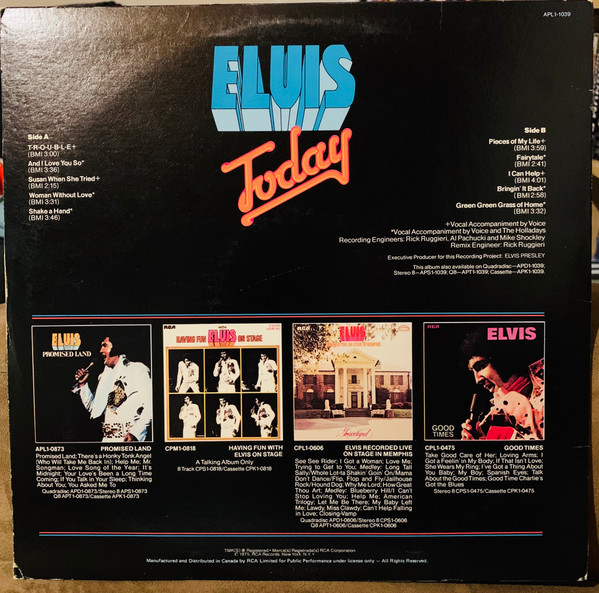 APL1-1039
ELVIS
Today
Side A
T-R-O-U-B-L-E+
(BMI 3:00)
And I Love You So*
(BMI 3:36)
Susan When She Tried+
(BMI 2:15)
Woman Without Love*
(BMI 3:31)
Shake a Hand*
(BMI 3:46)
Side B
Pieces of My Life+
(BMI 3:59)
Fairytale*
(BMI 2:41)
I Can Help+
(BMI 4:01)
Bringin' It Back*
(BMI 2:58)
Green Green Grass of Home*
(BMI 3:32)
+Vocal Accompaniment by Voice
*Vocal Accompaniment by Voice and The Holladays
Recording Engineers: Rick Ruggieri, Al Pachucki and Mike Shockley
Remix Engineer: Rick Ruggieri
Executive Producer for this Recording Project: ELVIS PRESLEY
This album also available on Quadradisc—APD1-1039;
Stereo 8—APS1-1039; Q8—APT1-1039; Cassette—APK1-1039.
ELVIS
PROMISED LAND
RCA
HAVING FUN WITH ELVIS ON STAGE
RCA
ELVIS
Graceland
RCA
ELVIS
GOOD
TIMES
APL1-0873 PROMISED LAND
Promised Land; There's a Honky Tonk Angel
(Who Will Take Me Back In); Help Me; Mr.
Songman; Love Song of the Year; It's
Midnight; Your Love's Been a Long Time
Coming; If You Talk in Your Sleep; Thinking
About You; You Asked Me To
Quadradisc APD1-0873/Stereo 8 APS1-0873
Q8 APT1-0873/Cassette APK1-0873
CPM1-0818 HAVING FUN WITH
ELVIS ON STAGE
A Talking Album Only
8 Track CPS1-0818/Cassette CPK1-0818
CPL1-0606 ELVIS RECORDED LIVE
ON STAGE IN MEMPHIS
See See Rider; I Got a Woman; Love Me;
Trying to Get to You; Medley: Long Tall
Sally/Whole Lot-ta Shakin' Goin' On/Mama
Don't Dance/Flip, Flop and Fly/Jailhouse
Rock/Hound Dog; Why Me Lord; How Great
Thou Art, Medley: Blueberry Hill/I Can't
Stop Loving You; Help Me; American
Trilogy; Let Me Be There; My Baby Left
Me; Lawdy, Miss Clawdy; Can't Help Falling
in Love; Closing-Vamp
Quadradisc APD1-0606/Stereo 8 CPS1-0606
Q8 APT1-0606/Cassette CPK1-0606
CPL1-0475 GOOD TIMES
Take Good Care of Her; Loving Arms; I
Got a Feelin' in My Body; If That Isn't Love;
She Wears My Ring; I've Got a Thing About
You Baby; My Boy; Spanish Eyes; Talk
About the Good Times; Good Time Charlie's
Got the Blues
Stereo 8 CPS1-0475/Cassette CPK1-0475
TMK(S) ® Registered • Marca(s) Registrada(s) RCA Corporation
© 1975, RCA Records, New York, N.Y.
Manufactured and Distributed in Canada by RCA Limited for Public Performance under license only — All Rights Reserved.